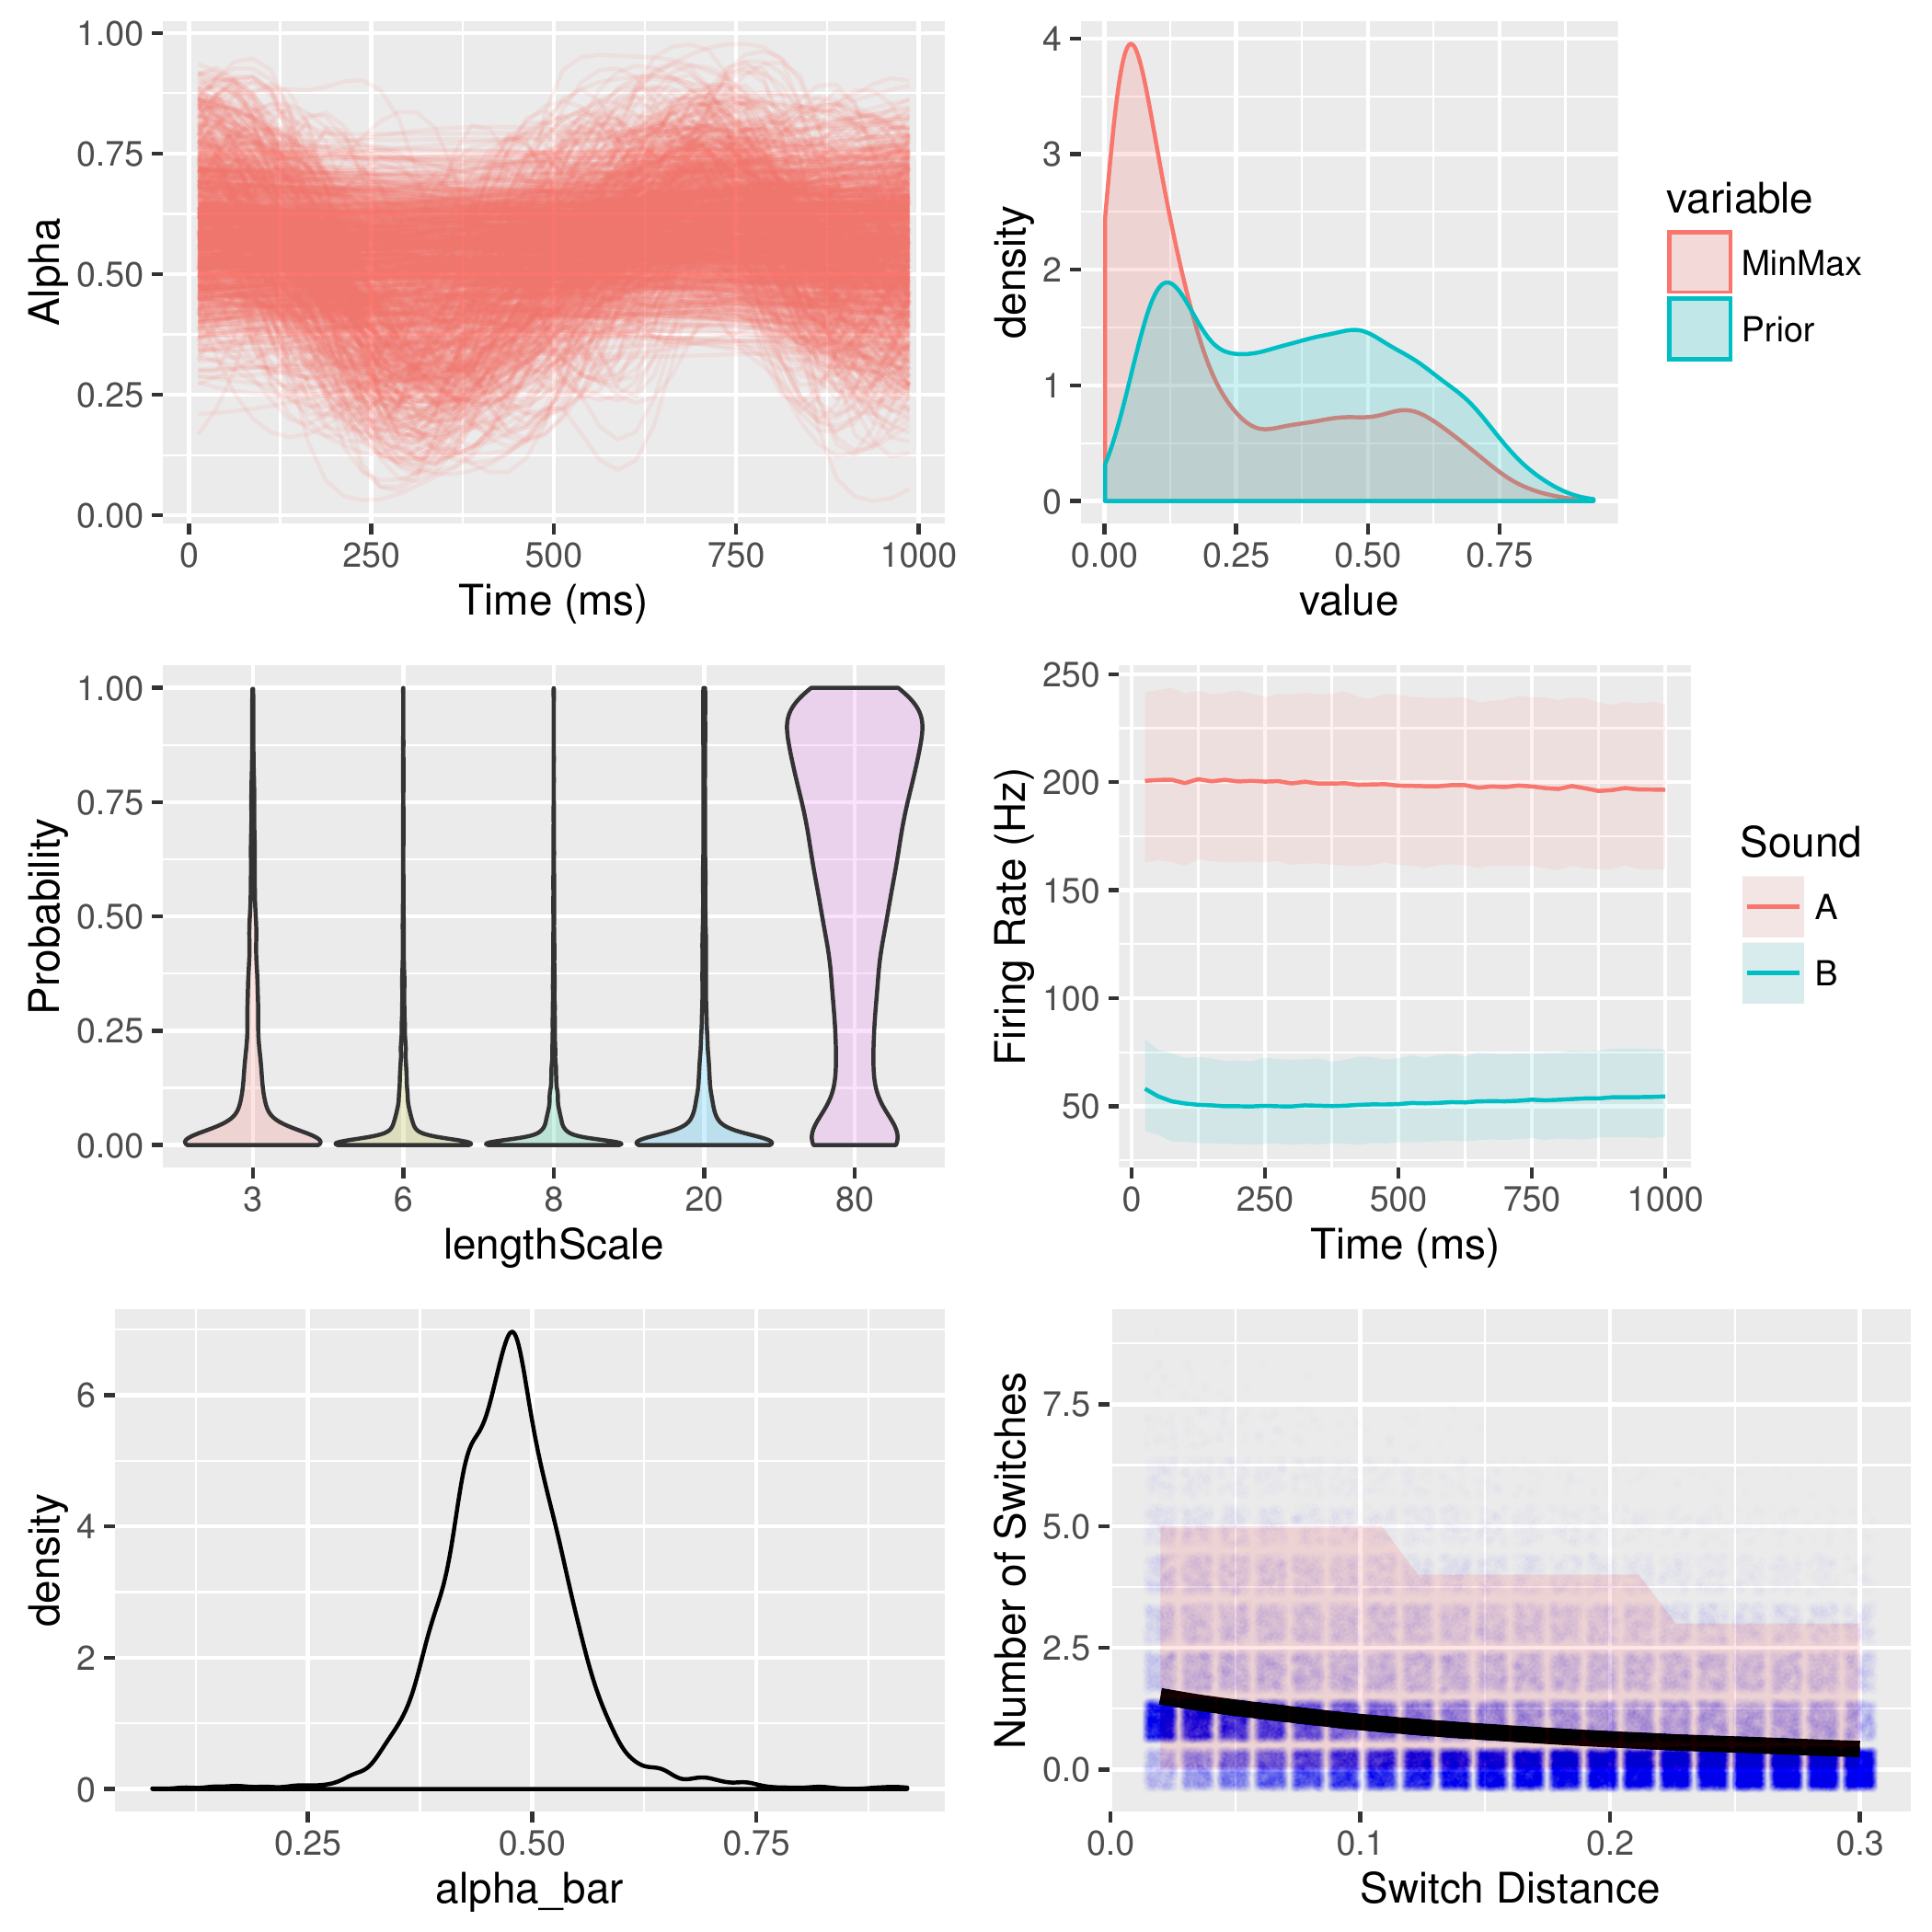 1.00
0.75
0.50
0.25
0.00
Alpha
0 250 500 750 1000
Time (ms)
4
3
2
1
0
density
0.00 0.25 0.50 0.75
value
variable
MinMax
Prior
1.00
0.75
0.50
0.25
0.00
Probability
3 6 8 20 80
lengthScale
250
200
150
100
50
Firing Rate (Hz)
0 250 500 750 1000
Time (ms)
Sound
A
B
6
4
2
0
density
0.25 0.50 0.75
alpha_bar
7.5
5.0
2.5
0.0
Number of Switches
0.0 0.1 0.2 0.3
Switch Distance